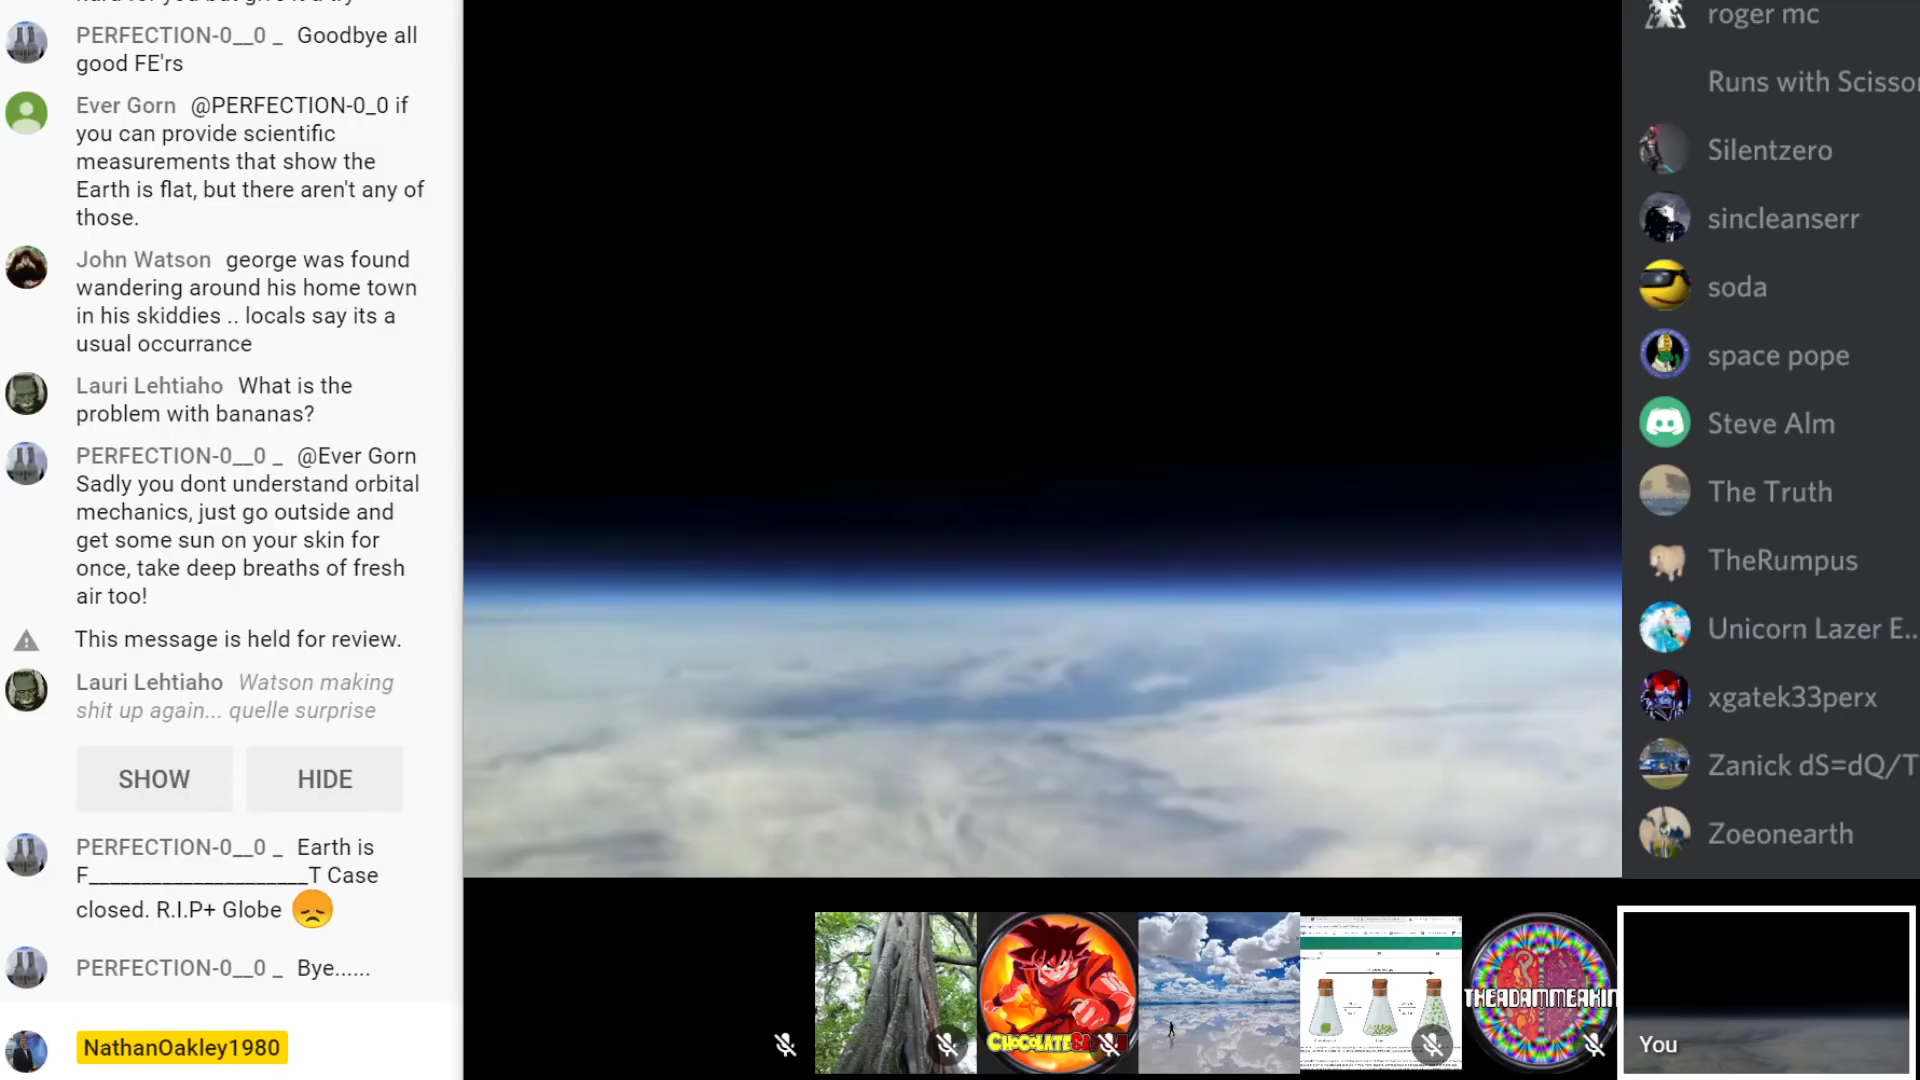 PERFECTION-0__0 _ Goodbye all
good FE'rs
Ever Gorn @PERFECTION-0_0 if
you can provide scientific
measurements that show the
Earth is flat, but there aren't any of
those.
John Watson george was found
wandering around his home town
in his skiddies .. locals say its a
usual occurrance
Lauri Lehtiaho What is the
problem with bananas?
PERFECTION-0__0 _ @Ever Gorn
Sadly you dont understand orbital
mechanics, just go outside and
get some sun on your skin for
once, take deep breaths of fresh
air too!
This message is held for review.
Lauri Lehtiaho Watson making
shit up again... quelle surprise
SHOW HIDE
PERFECTION-0__0 _ Earth is
F____________________T Case
closed. R.I.P+ Globe
PERFECTION-0__0 _ Bye......
NathanOakley1980
roger mc
Runs with Scissor
Silentzero
sincleanserr
soda
space pope
Steve Alm
The Truth
TheRumpus
Unicorn Lazer E..
xgatek33perx
Zanick dS=dQ/T
Zoeonearth
THEADAMMEAKIN
You